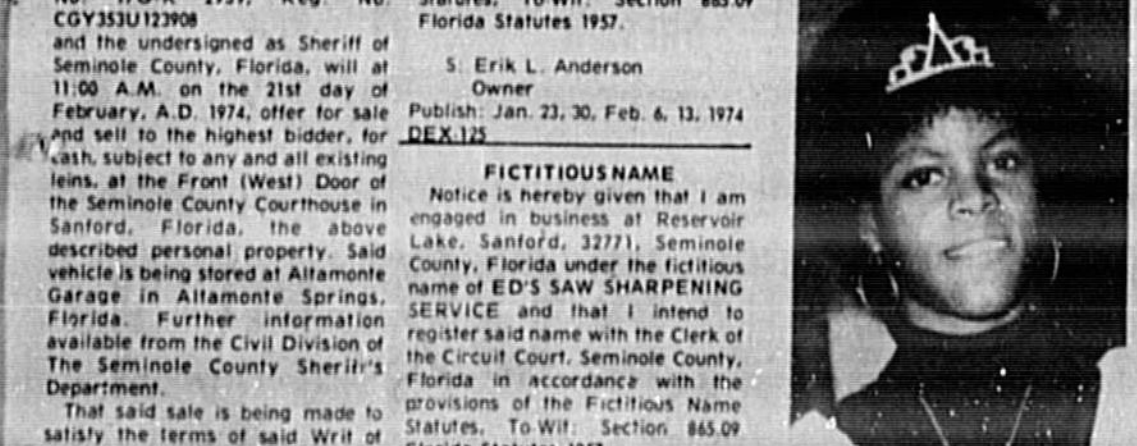 CGY353U123908
and the undersigned as Sheriff of
Seminole County, Florida, will at
11:00 A.M. on the 21st day of
February, A.D. 1974, offer for sale
and sell to the highest bidder, for
cash, subject to any and all existing
leins, at the Front (West) Door of
the Seminole County Courthouse in
Sanford, Florida, the above
described personal property. Said
vehicle is being stored at Altamonte
Garage in Altamonte Springs,
Florida. Further information
available from the Civil Division of
The Seminole County Sheriff's
Department.
That said sale is being made to
satisfy the terms of said Writ of
Statutes, To-Wit: Section 865.09
Florida Statutes 1957.
S: Erik L. Anderson
Owner
Publish: Jan. 23, 30, Feb. 6, 13, 1974
DEX-125
FICTITIOUS NAME
Notice is hereby given that I am
engaged in business at Reservoir
Lake, Sanford, 32771, Seminole
County, Florida under the fictitious
name of ED'S SAW SHARPENING
SERVICE and that I intend to
register said name with the Clerk of
the Circuit Court, Seminole County,
Florida in accordance with the
provisions of the Fictitious Name
Statutes, To-Wit: Section 865.09